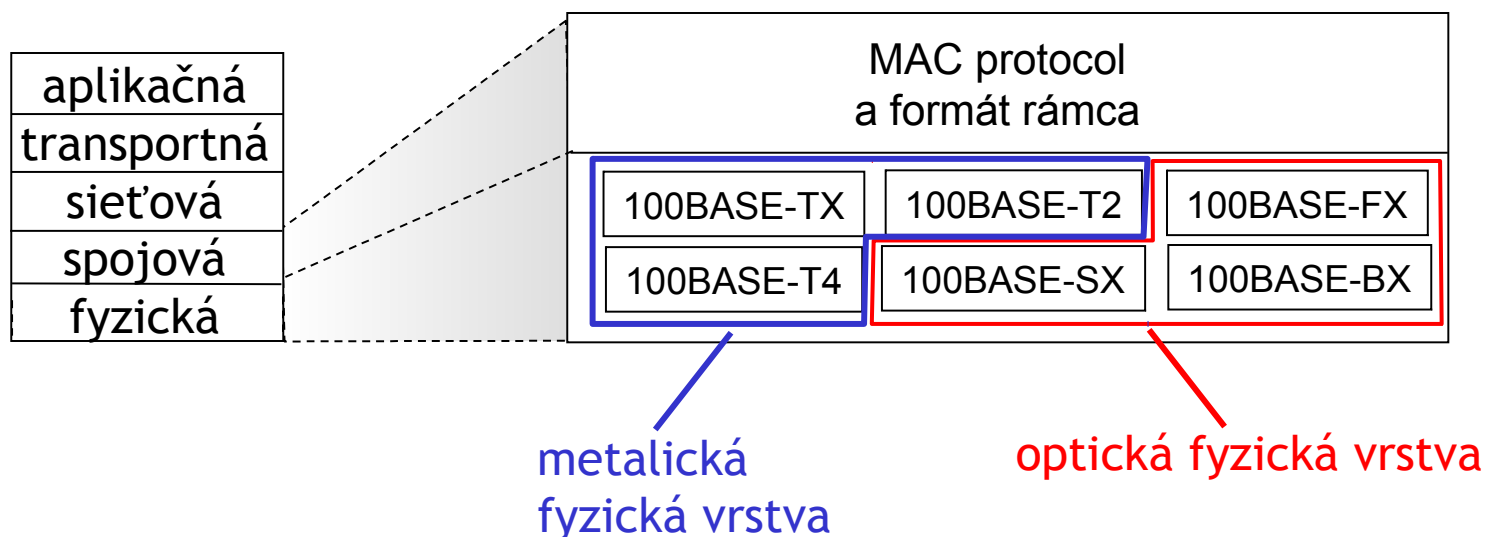 aplikačná
transportná
sieťová
spojová
fyzická
MAC protocol
a formát rámca
100BASE-TX
100BASE-T2
100BASE-FX
100BASE-T4
100BASE-SX
100BASE-BX
metalická
fyzická vrstva
optická fyzická vrstva